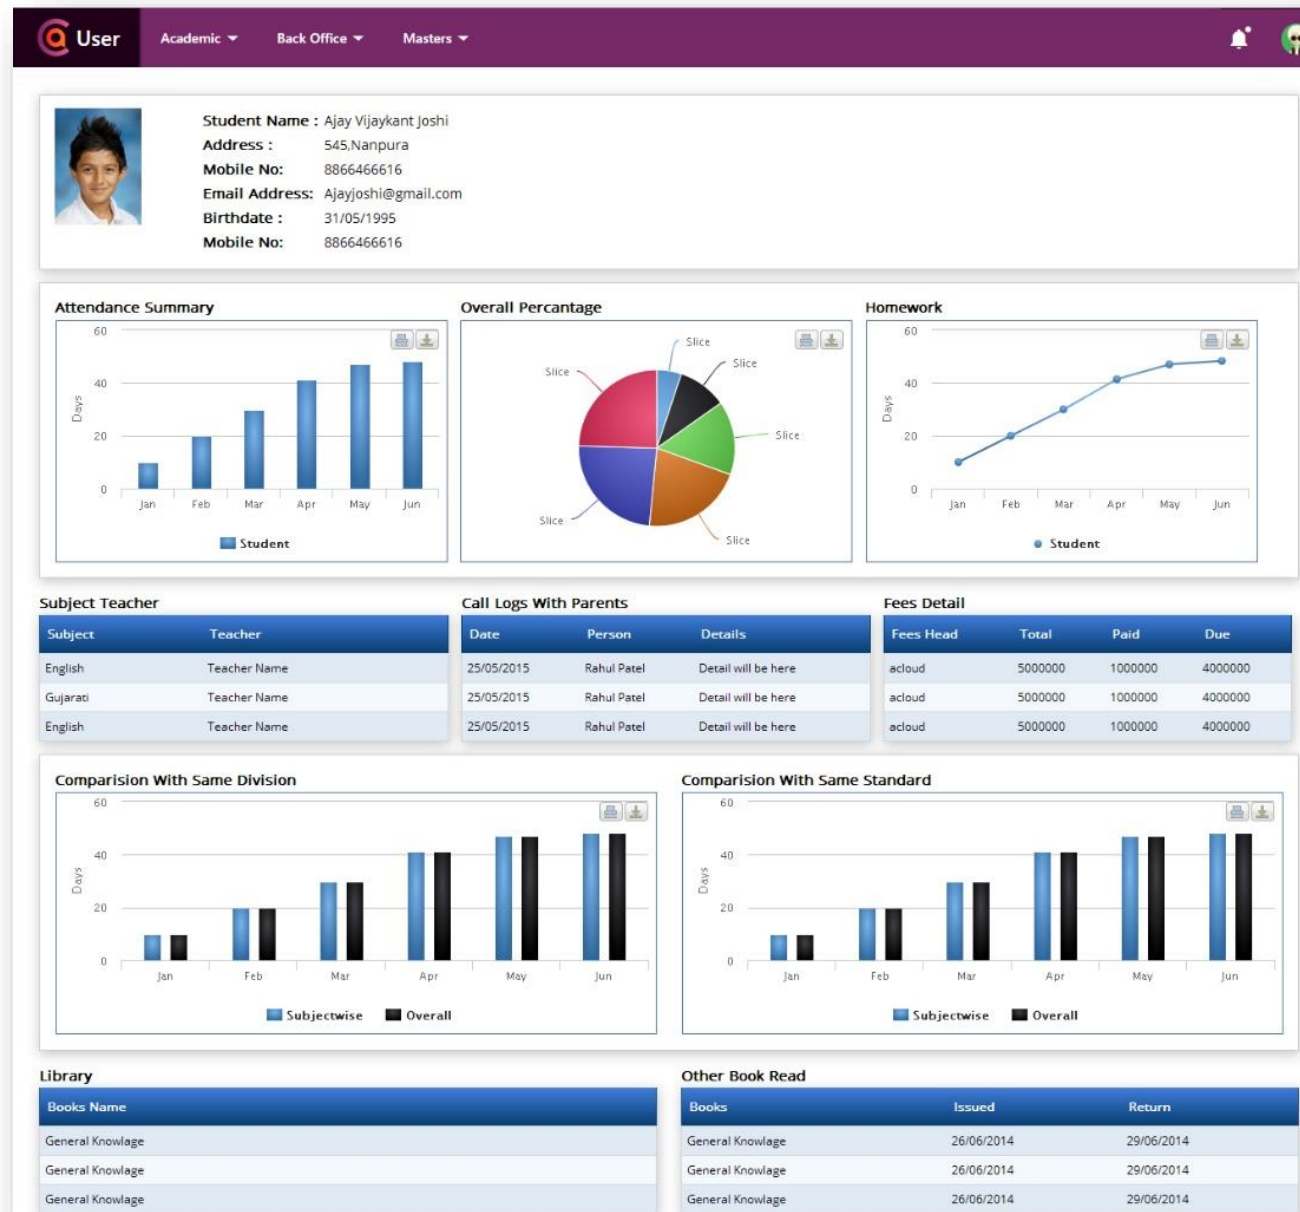 User Academic Back Office Masters
Student Name : Ajay Vijaykant Joshi
Address : 545,Nanpura
Mobile No: 8866466616
Email Address: Ajayjoshi@gmail.com
Birthdate : 31/05/1995
Mobile No: 8866466616
Attendance Summary
60
40
20
0
Days
Jan Feb Mar Apr May Jun
Student
Overall Percantage
Slice
Slice
Slice
Slice
Slice
Slice
Homework
60
40
20
0
Days
Jan Feb Mar Apr May Jun
Student
Subject Teacher
Subject Teacher
English Teacher Name
Gujarati Teacher Name
English Teacher Name
Call Logs With Parents
Date Person Details
25/05/2015 Rahul Patel Detail will be here
25/05/2015 Rahul Patel Detail will be here
25/05/2015 Rahul Patel Detail will be here
Fees Detail
Fees Head Total Paid Due
acloud 5000000 1000000 4000000
acloud 5000000 1000000 4000000
acloud 5000000 1000000 4000000
Comparision With Same Division
60
40
20
0
Days
Jan Feb Mar Apr May Jun
Subjectwise Overall
Comparision With Same Standard
60
40
20
0
Days
Jan Feb Mar Apr May Jun
Subjectwise Overall
Library
Books Name
General Knowlage
General Knowlage
General Knowlage
Other Book Read
Books Issued Return
General Knowlage 26/06/2014 29/06/2014
General Knowlage 26/06/2014 29/06/2014
General Knowlage 26/06/2014 29/06/2014